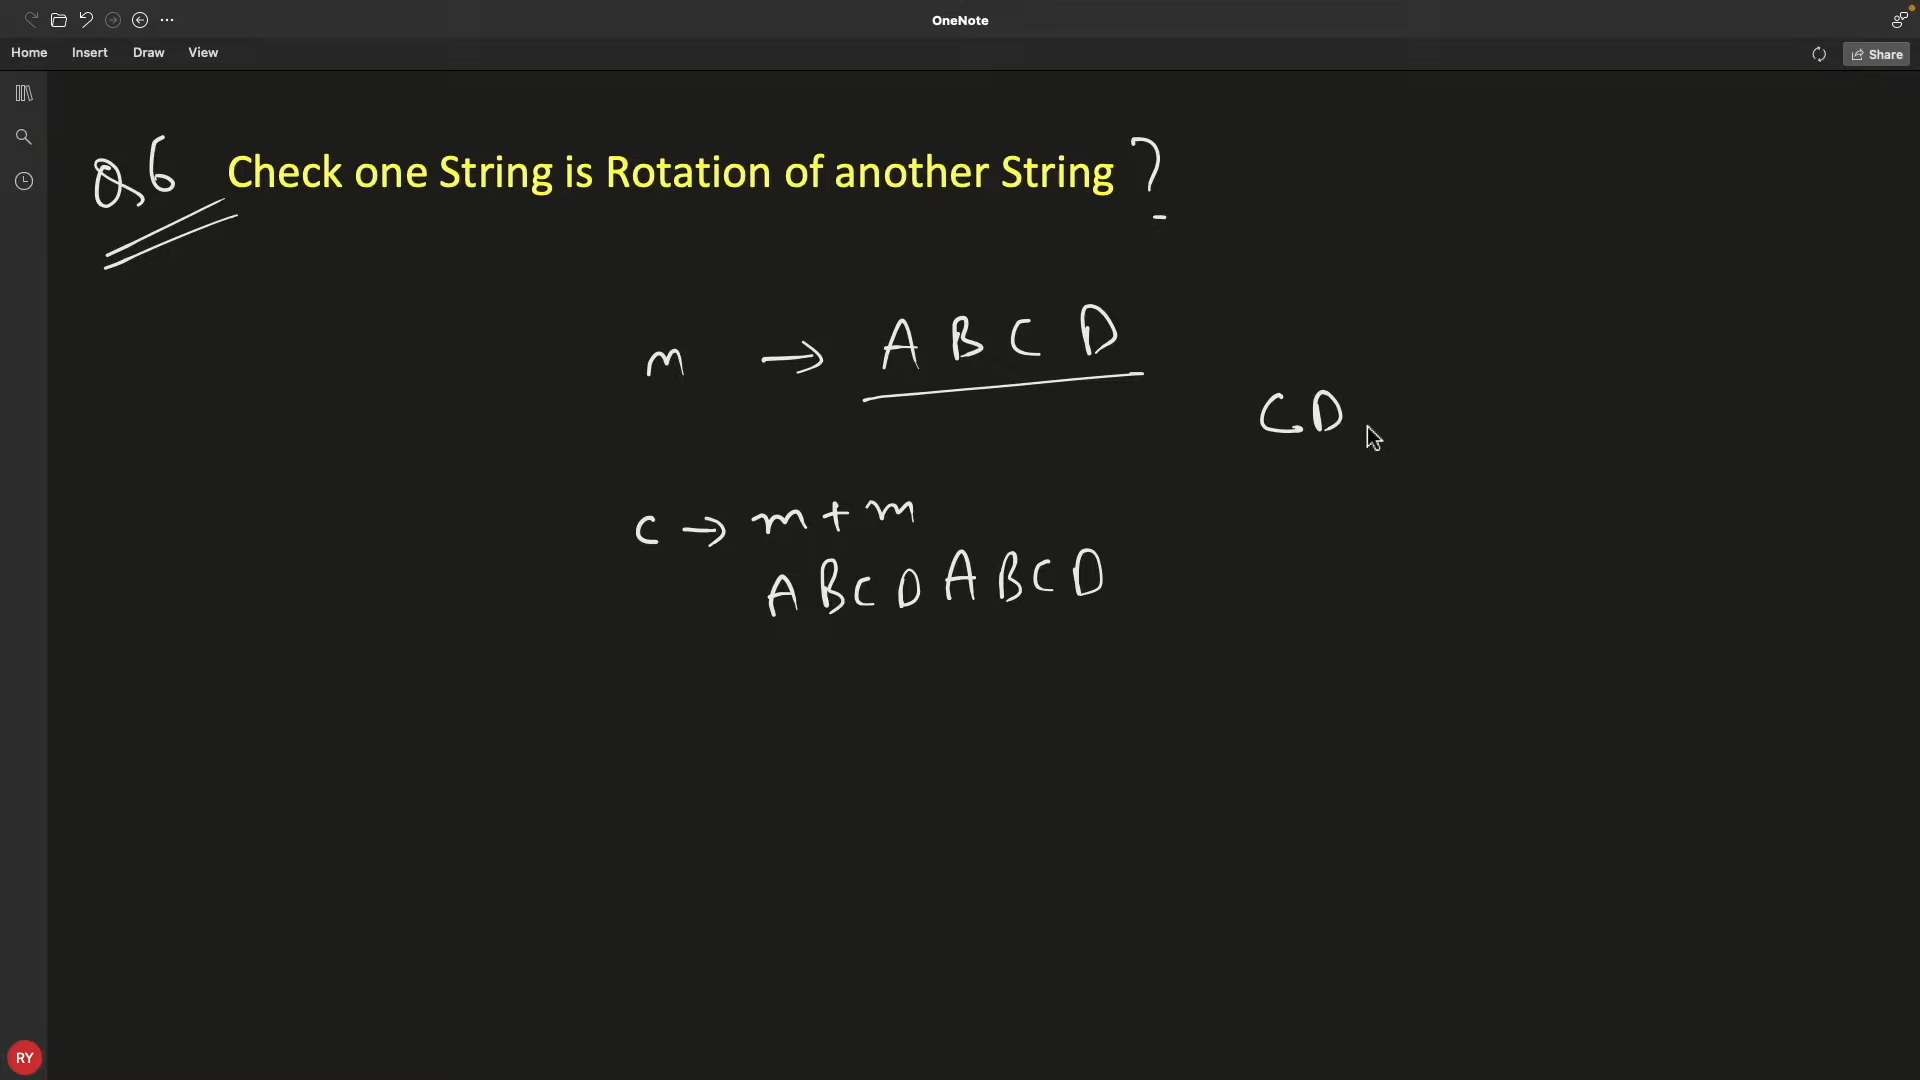 OneNote
Home Insert Draw View
Share
Q6 Check one String is Rotation of another String ?
m → A B C D
C D
c → m + m
A B C D A B C D
RY